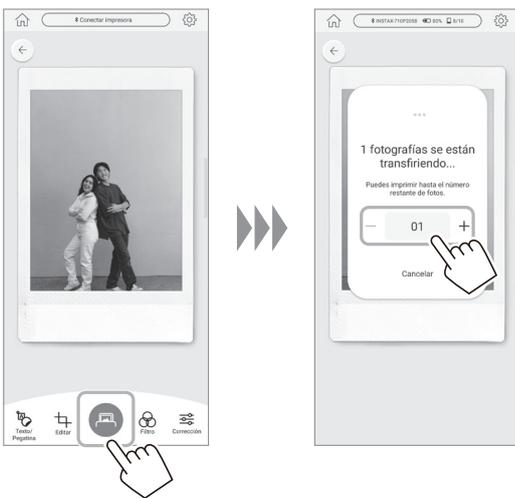 Conectar impresora
Texto/
Pegatina
Editar
Filtro
Corrección
INSTAX-710P2058 80% 8/10
1 fotografías se están
transfiriendo...
Puedes imprimir hasta el número
restante de fotos.
01
Cancelar